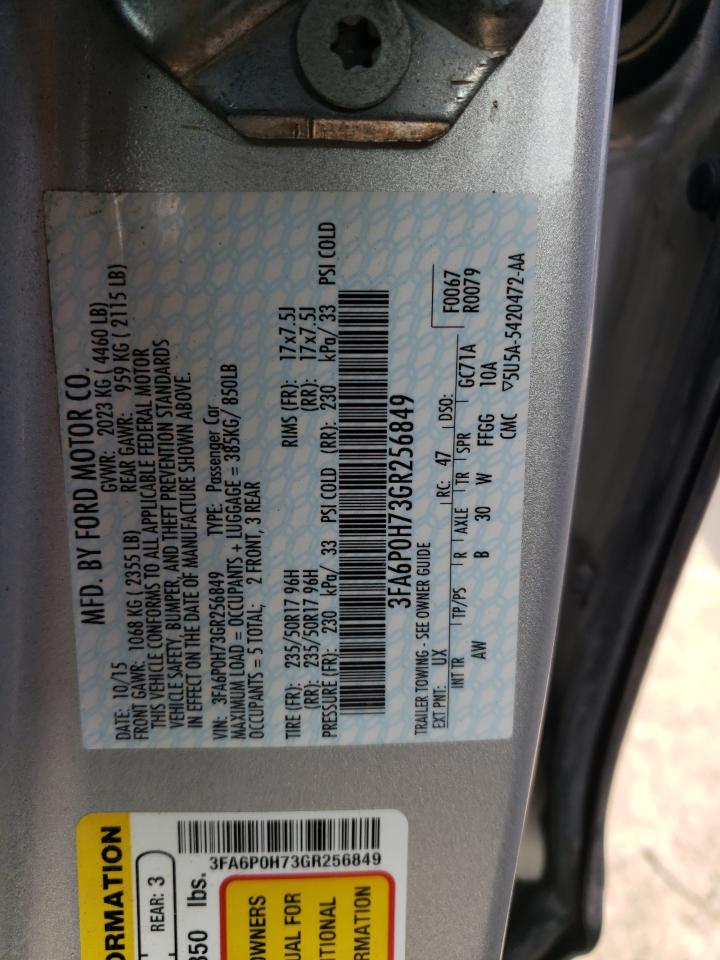 MFD. BY FORD MOTOR CO.
DATE: 10/15 GVWR: 2023 KG ( 4460 LB)
FRONT GAWR: 1068 KG ( 2355 LB) REAR GAWR: 959 KG ( 2115 LB)
THIS VEHICLE CONFORMS TO ALL APPLICABLE FEDERAL MOTOR
VEHICLE SAFETY, BUMPER, AND THEFT PREVENTION STANDARDS
IN EFFECT ON THE DATE OF MANUFACTURE SHOWN ABOVE.
VIN: 3FA6P0H73GR256849 TYPE: Passenger Car
MAXIMUM LOAD = OCCUPANTS + LUGGAGE = 385KG/ 850LB
OCCUPANTS = 5 TOTAL; 2 FRONT, 3 REAR
TIRE (FR): 235/50R17 96H RIMS (FR): 17x7.5J
(RR): 235/50R17 96H (RR): 17x7.5J
PRESSURE (FR): 230 kPa/ 33 PSI COLD (RR): 230 kPa/ 33 PSI COLD
3FA6P0H73GR256849
F0067
R0079
TRAILER TOWING - SEE OWNER GUIDE
EXT PNT: UX RC: 47 DSO:
INT TR TP/PS R AXLE TR SPR GC71A
AW B 30 W FFGG 10A
CMC ▽5U5A-5420472-AA
ORMATION
REAR: 3
350 lbs.
3FA6P0H73GR256849
OWNERS
UAL FOR
ITIONAL
RMATION